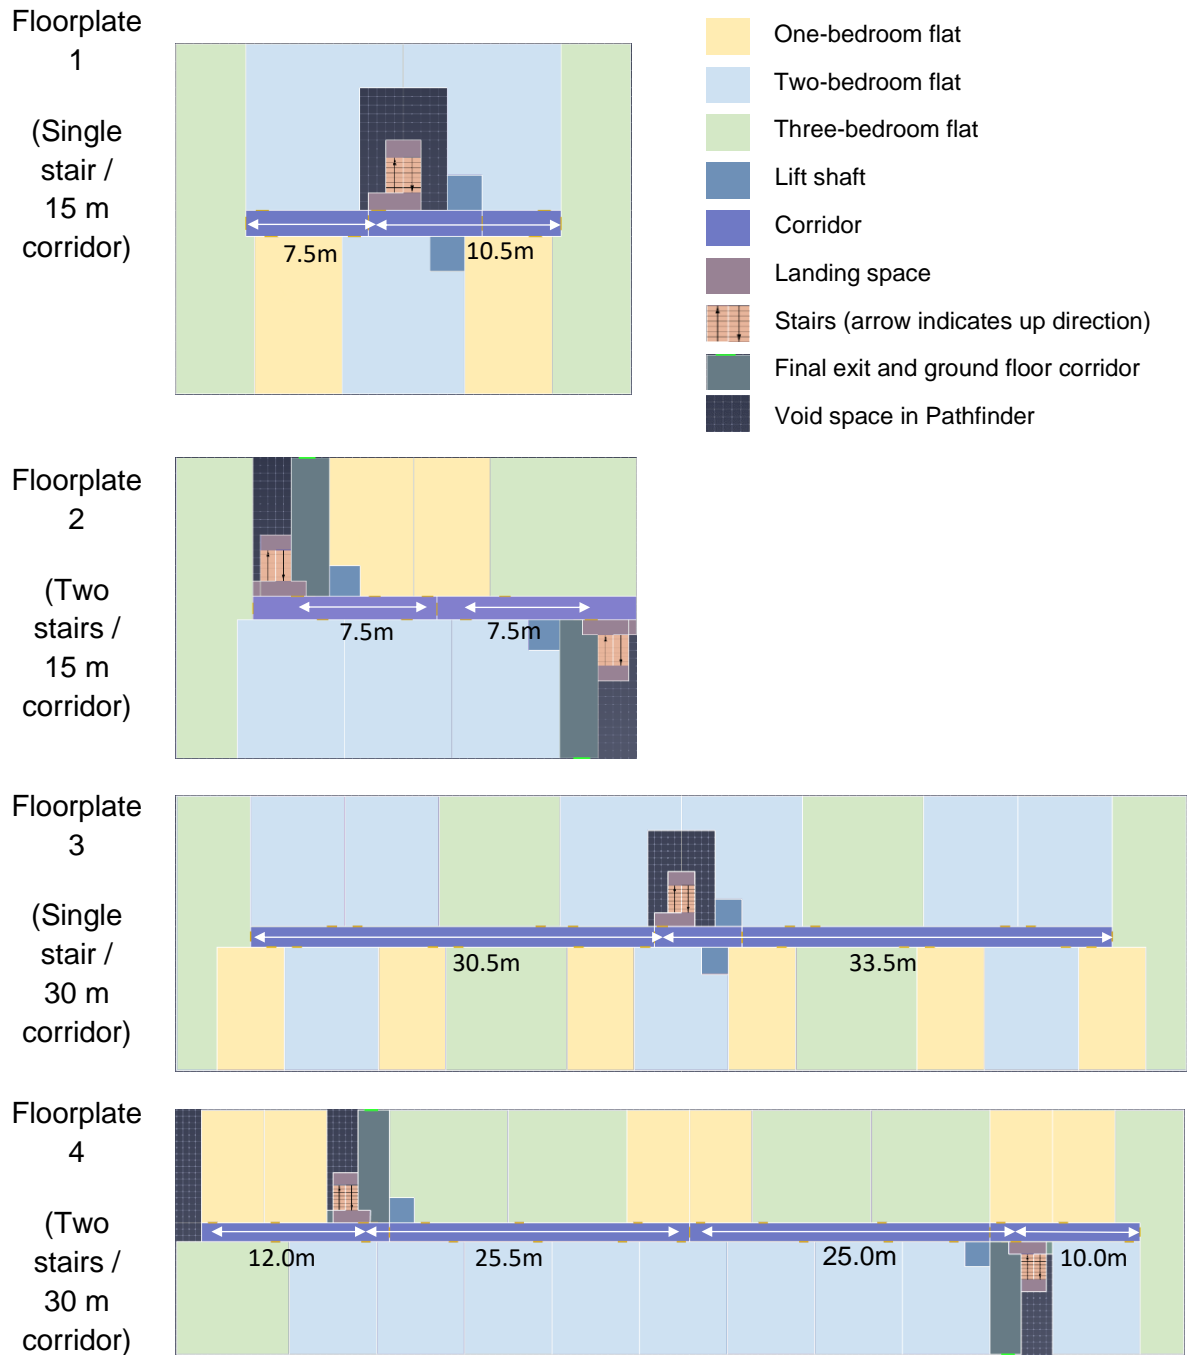 Floorplate
1
(Single
stair /
15 m
corridor)
7.5m
10.5m
One-bedroom flat
Two-bedroom flat
Three-bedroom flat
Lift shaft
Corridor
Landing space
Stairs (arrow indicates up direction)
Final exit and ground floor corridor
Void space in Pathfinder
Floorplate
2
(Two
stairs /
15 m
corridor)
7.5m
7.5m
Floorplate
3
(Single
stair /
30 m
corridor)
30.5m
33.5m
Floorplate
4
(Two
stairs /
30 m
corridor)
12.0m
25.5m
25.0m
10.0m